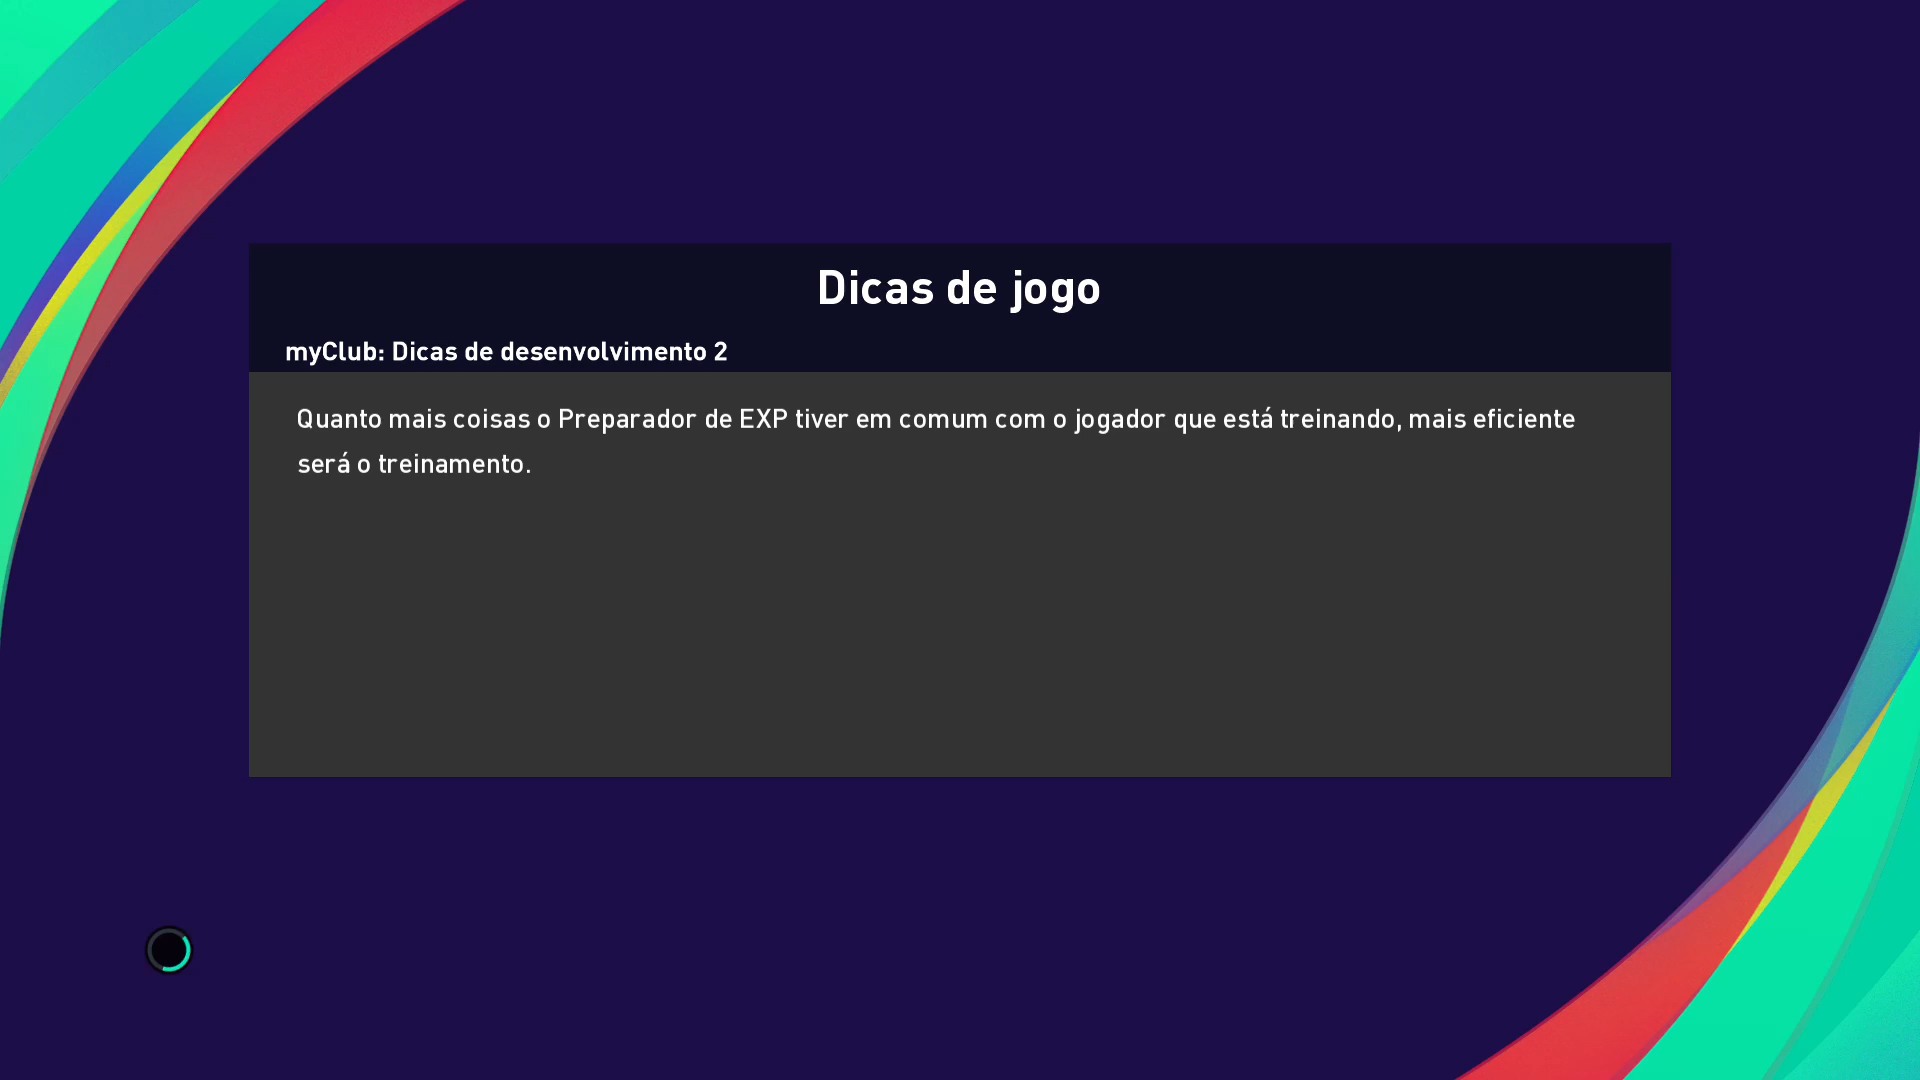 Dicas de jogo
myClub: Dicas de desenvolvimento 2
Quanto mais coisas o Preparador de EXP tiver em comum com o jogador que está treinando, mais eficiente
será o treinamento.